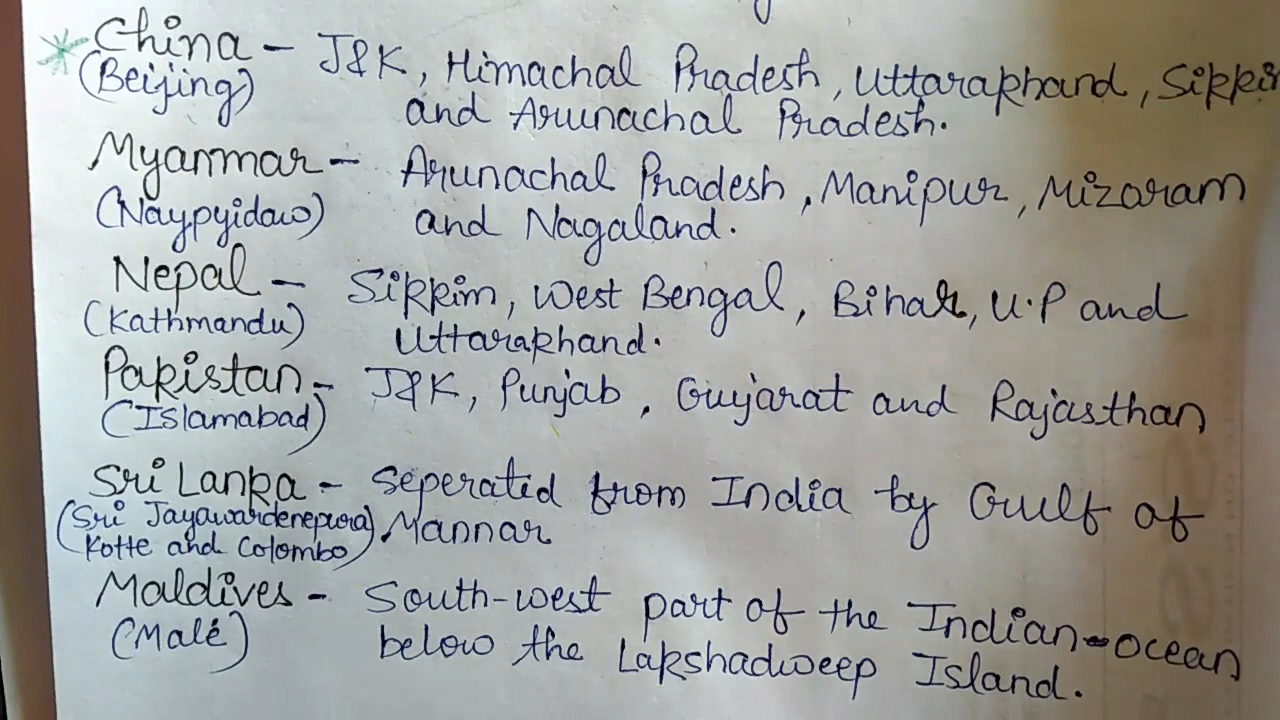 China - J&K, Himachal Pradesh, Uttarakhand, Sikkim
(Beijing) and Arunachal Pradesh.
Myanmar - Arunachal Pradesh, Manipur, Mizoram
(Naypyidaw) and Nagaland.
Nepal - Sikkim, West Bengal, Bihar, U.P and
(Kathmandu) Uttarakhand.
Pakistan - J&K, Punjab, Gujarat and Rajasthan
(Islamabad)
Sri Lanka - seperated from India by Gulf of
(Sri Jayawardenepura Mannar
Kotte and Colombo)
Maldives - South-west part of the Indian-ocean
(Malé) below the Lakshadweep Island.